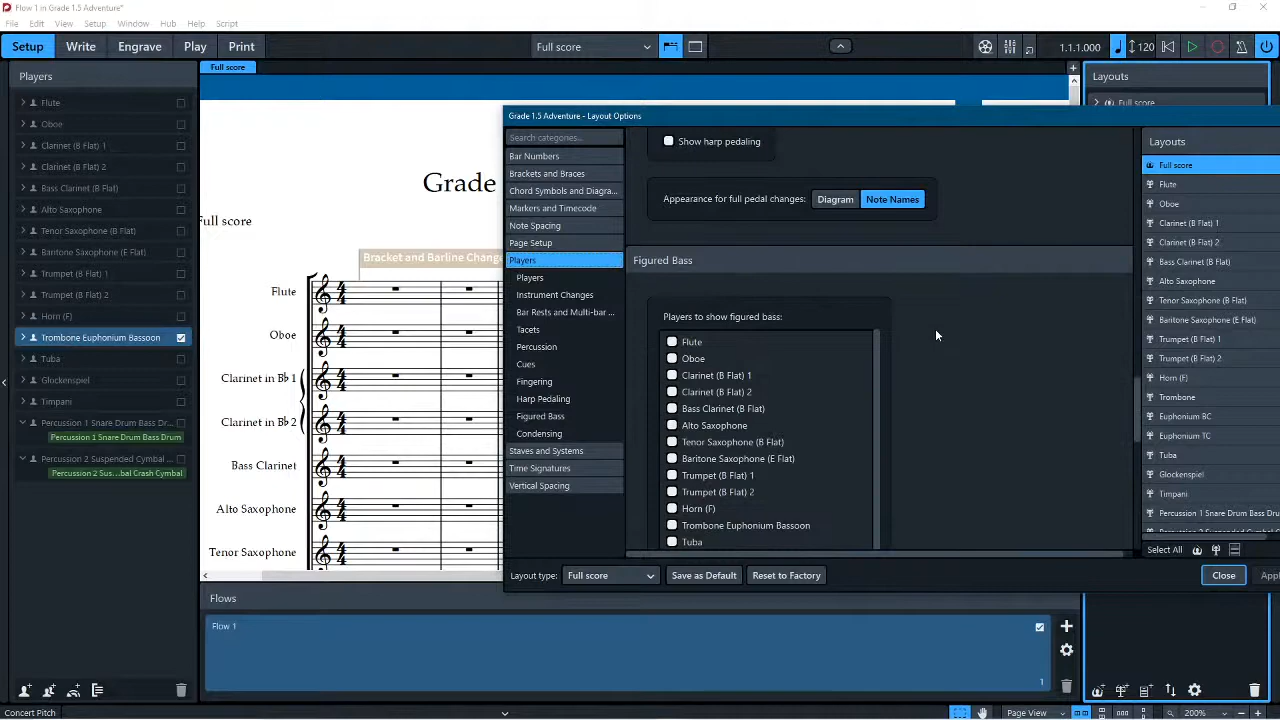 Flow 1 in Grade 1.5 Adventure*
File Edit View Setup Window Hub Help Script
Setup Write Engrave Play Print Full score 1.1.1.000 120
Players
Flute
Oboe
Clarinet (B Flat) 1
Clarinet (B Flat) 2
Bass Clarinet (B Flat)
Alto Saxophone
Tenor Saxophone (B Flat)
Baritone Saxophone (E Flat)
Trumpet (B Flat) 1
Trumpet (B Flat) 2
Horn (F)
Trombone Euphonium Bassoon
Tuba
Glockenspiel
Timpani
Percussion 1 Snare Drum Bass Dr...
Percussion 1 Snare Drum Bass Drum
Percussion 2 Suspended Cymbal ...
Percussion 2 Sus...bal Crash Cymbal
Concert Pitch
Full score
Grade
Full score
Bracket and Barline Change
Flute
Oboe
Clarinet in B♭ 1
Clarinet in B♭ 2
Bass Clarinet
Alto Saxophone
Tenor Saxophone
Flows
Flow 1
1
Page View 200%
Grade 1.5 Adventure - Layout Options
Search categories...
Bar Numbers
Brackets and Braces
Chord Symbols and Diagra...
Markers and Timecode
Note Spacing
Page Setup
Players
Players
Instrument Changes
Bar Rests and Multi-bar ...
Tacets
Percussion
Cues
Fingering
Harp Pedaling
Figured Bass
Condensing
Staves and Systems
Time Signatures
Vertical Spacing
Show harp pedaling
Appearance for full pedal changes: Diagram Note Names
Figured Bass
Players to show figured bass:
Flute
Oboe
Clarinet (B Flat) 1
Clarinet (B Flat) 2
Bass Clarinet (B Flat)
Alto Saxophone
Tenor Saxophone (B Flat)
Baritone Saxophone (E Flat)
Trumpet (B Flat) 1
Trumpet (B Flat) 2
Horn (F)
Trombone Euphonium Bassoon
Tuba
Layout type: Full score Save as Default Reset to Factory Close Appl
Layouts
Full score
Layouts
Full score
Flute
Oboe
Clarinet (B Flat) 1
Clarinet (B Flat) 2
Bass Clarinet (B Flat)
Alto Saxophone
Tenor Saxophone (B Flat)
Baritone Saxophone (E Flat)
Trumpet (B Flat) 1
Trumpet (B Flat) 2
Horn (F)
Trombone
Euphonium BC
Euphonium TC
Tuba
Glockenspiel
Timpani
Percussion 1 Snare Drum Bass Dru
Select All